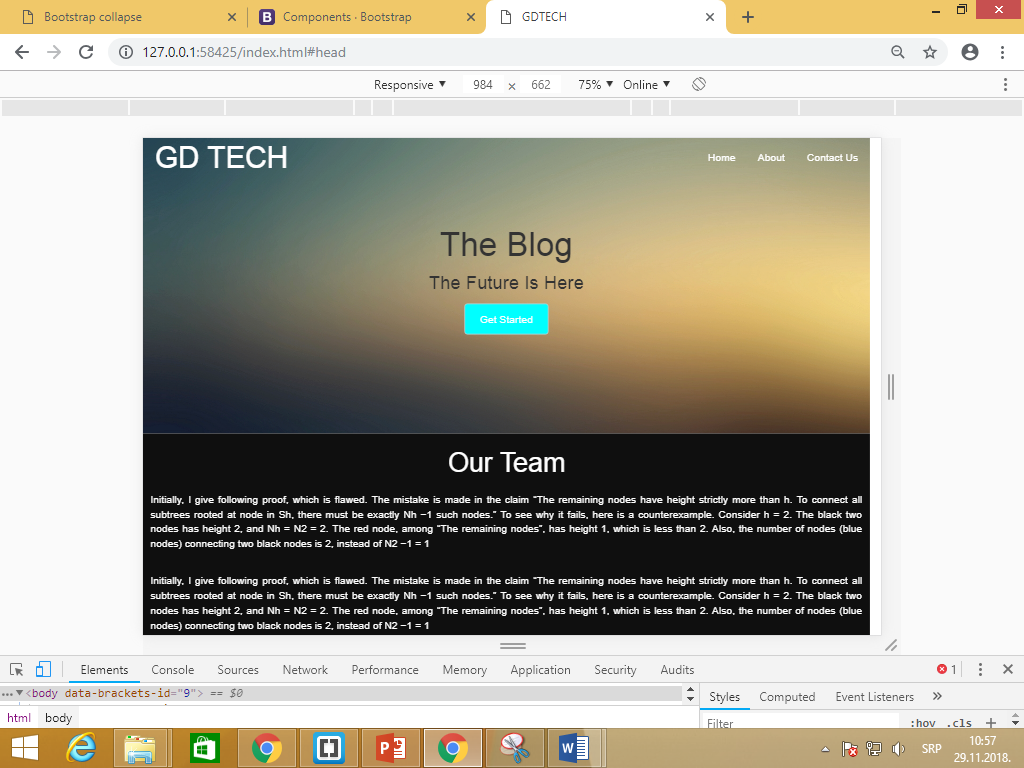 Bootstrap collapse
Components · Bootstrap
GDTECH
127.0.0.1:58425/index.html#head
Responsive 984 × 662 75% Online
GD TECH
Home About Contact Us
The Blog
The Future Is Here
Get Started
Our Team
Initially, I give following proof, which is flawed. The mistake is made in the claim “The remaining nodes have height strictly more than h. To connect all
subtrees rooted at node in Sh, there must be exactly Nh −1 such nodes.” To see why it fails, here is a counterexample. Consider h = 2. The black two
nodes has height 2, and Nh = N2 = 2. The red node, among “The remaining nodes”, has height 1, which is less than 2. Also, the number of nodes (blue
nodes) connecting two black nodes is 2, instead of N2 −1 = 1
Initially, I give following proof, which is flawed. The mistake is made in the claim “The remaining nodes have height strictly more than h. To connect all
subtrees rooted at node in Sh, there must be exactly Nh −1 such nodes.” To see why it fails, here is a counterexample. Consider h = 2. The black two
nodes has height 2, and Nh = N2 = 2. The red node, among “The remaining nodes”, has height 1, which is less than 2. Also, the number of nodes (blue
nodes) connecting two black nodes is 2, instead of N2 −1 = 1
Elements Console Sources Network Performance Memory Application Security Audits 1
<body data-brackets-id="9"> == $0
Styles Computed Event Listeners »
html body
Filter :hov .cls +
SRP
10:57
29.11.2018.